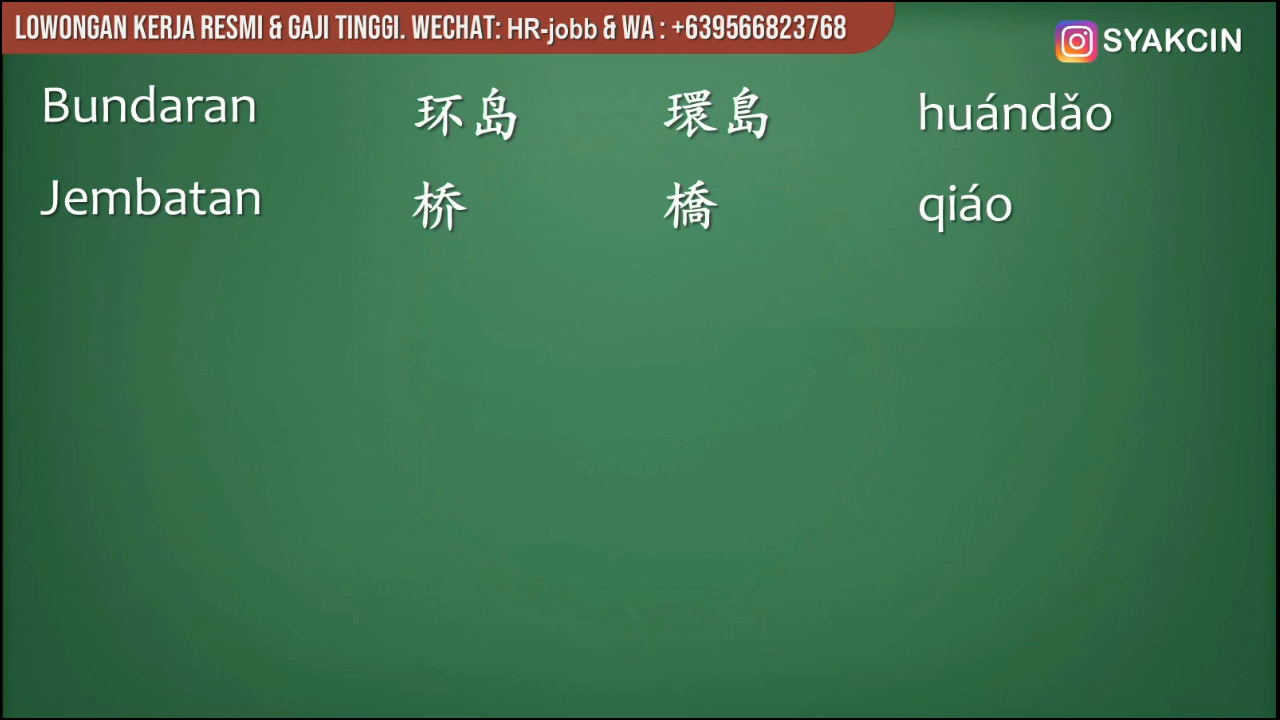 LOWONGAN KERJA RESMI & GAJI TINGGI. WECHAT: HR-jobb & WA : +639566823768
SYAKCIN
Bundaran 环岛 環島 huándǎo
Jembatan 桥 橋 qiáo